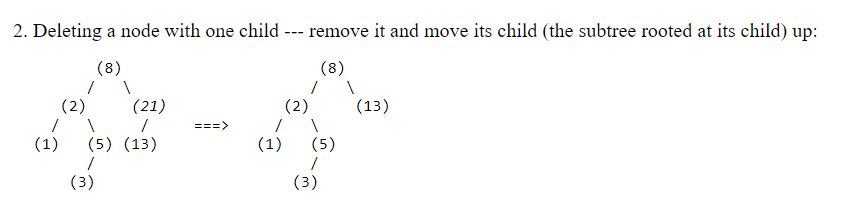 2. Deleting a node with one child --- remove it and move its child (the subtree rooted at its child) up:
(8) (8)
/ \ / \
(2) (21) (2) (13)
/ \ / ===> / \
(1) (5) (13) (1) (5)
/ /
(3) (3)